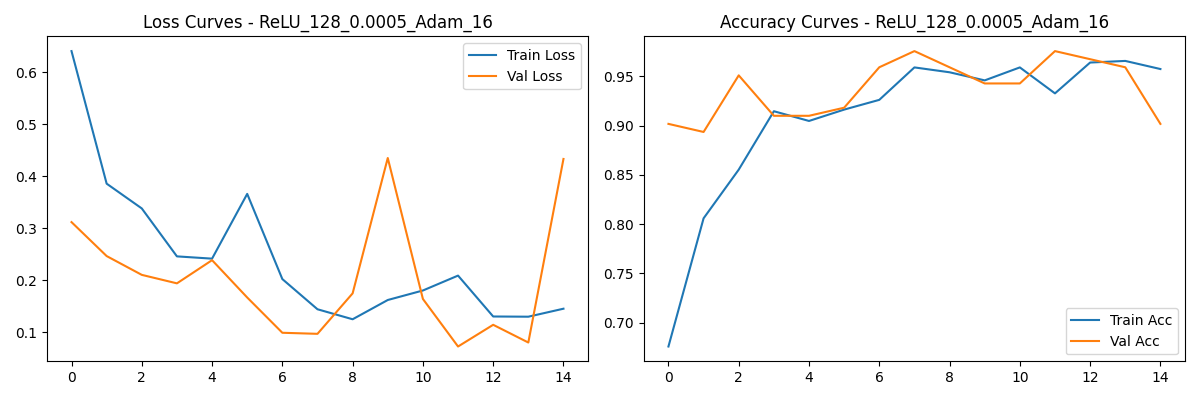 Loss Curves - ReLU_128_0.0005_Adam_16
Train Loss
Val Loss
0.6
0.5
0.4
0.3
0.2
0.1
0 2 4 6 8 10 12 14
Accuracy Curves - ReLU_128_0.0005_Adam_16
0.95
0.90
0.85
0.80
0.75
0.70
Train Acc
Val Acc
0 2 4 6 8 10 12 14